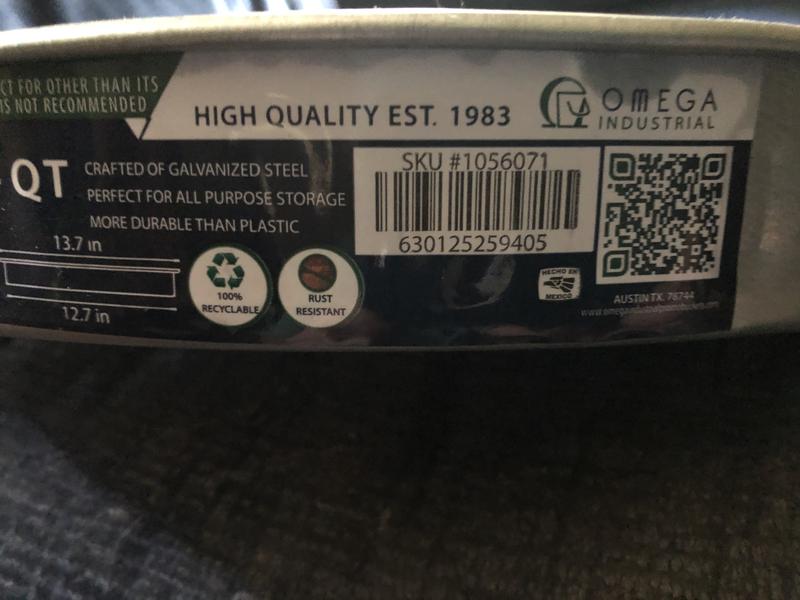 CT FOR OTHER THAN ITS
IS NOT RECOMMENDED
HIGH QUALITY EST. 1983
OMEGA
INDUSTRIAL
QT
CRAFTED OF GALVANIZED STEEL
PERFECT FOR ALL PURPOSE STORAGE
MORE DURABLE THAN PLASTIC
13.7 in
12.7 in
100%
RECYCLABLE
RUST
RESISTANT
SKU #1056071
630125259405
HECHO EN
MEXICO
AUSTIN TX. 78744